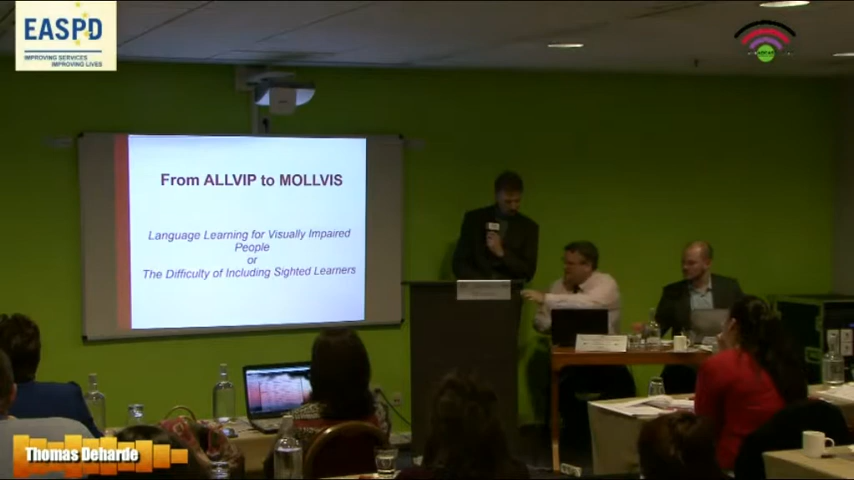 EASPD
IMPROVING SERVICES
IMPROVING LIVES
From ALLVIP to MOLLVIS
Language Learning for Visually Impaired
People
or
The Difficulty of Including Sighted Learners
Thomas Deharde